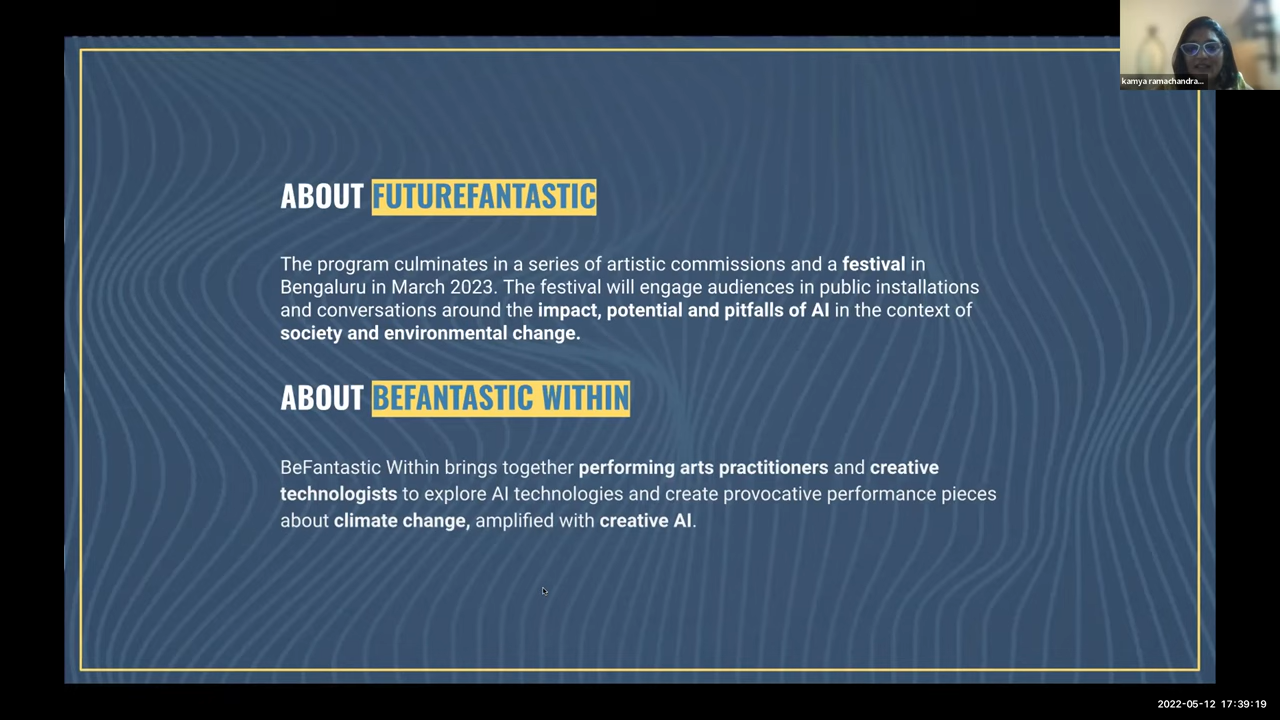 kamya ramachandra...
ABOUT FUTUREFANTASTIC
The program culminates in a series of artistic commissions and a festival in
Bengaluru in March 2023. The festival will engage audiences in public installations
and conversations around the impact, potential and pitfalls of AI in the context of
society and environmental change.
ABOUT BEFANTASTIC WITHIN
BeFantastic Within brings together performing arts practitioners and creative
technologists to explore AI technologies and create provocative performance pieces
about climate change, amplified with creative AI.
2022-05-12 17:39:19